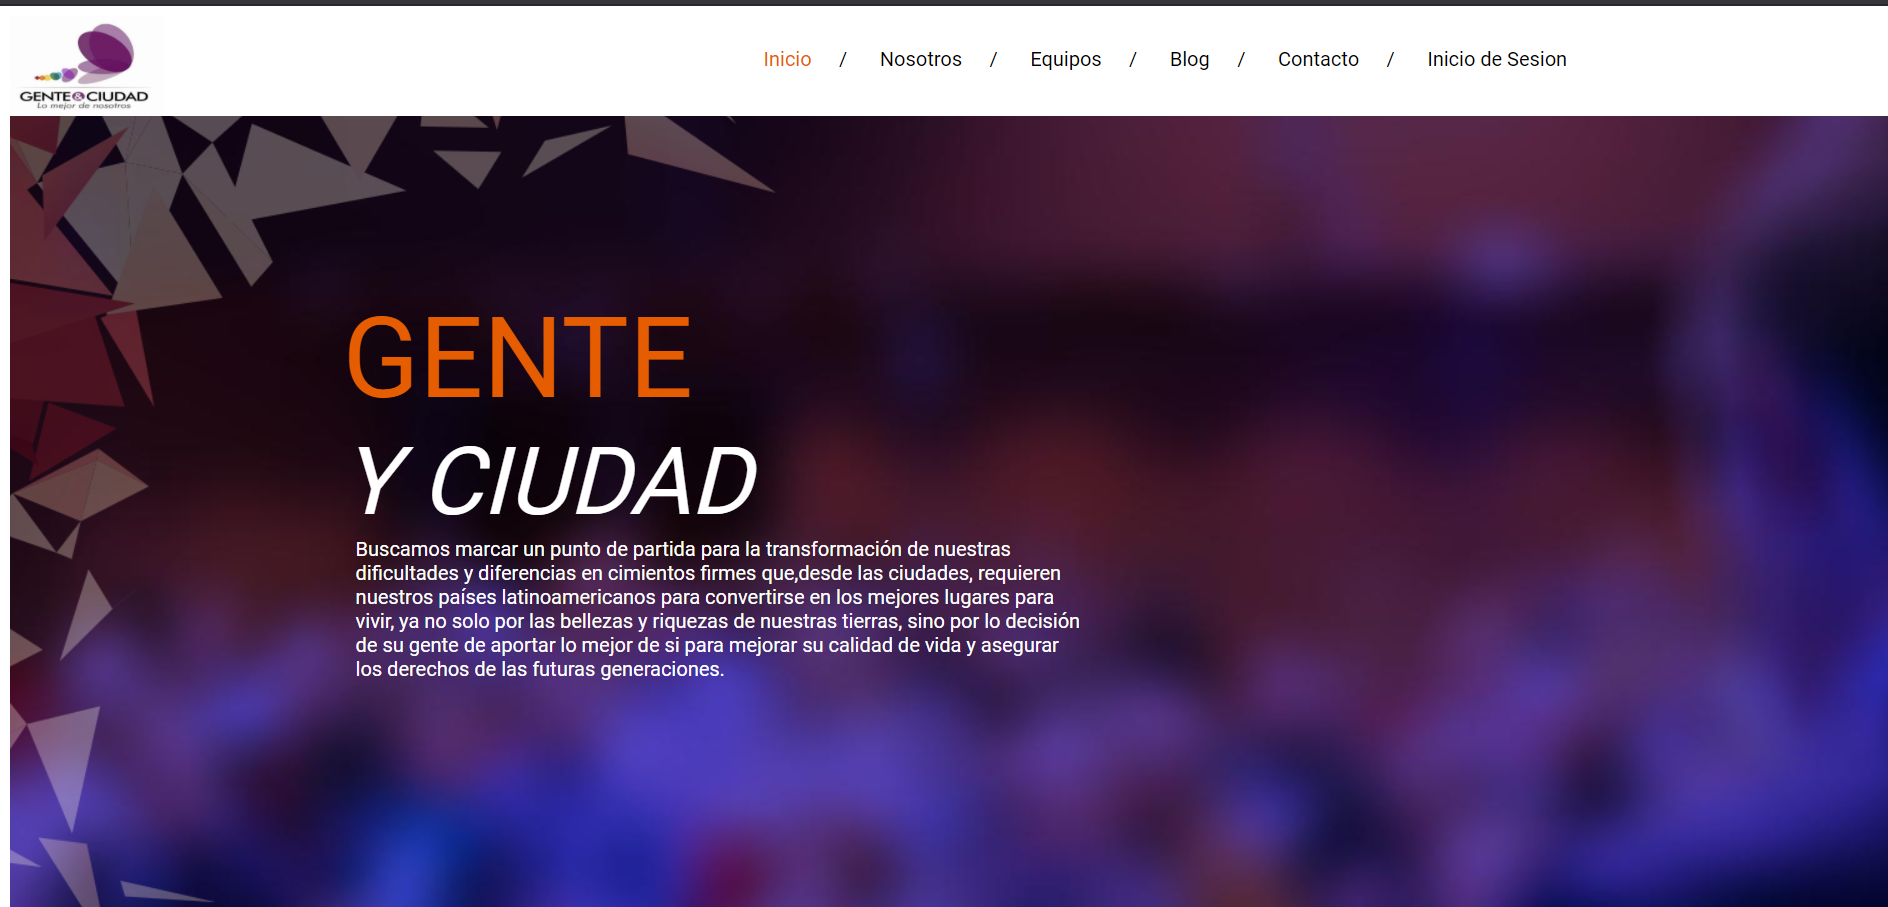 GENTE&CIUDAD
Lo mejor de nosotros
Inicio / Nosotros / Equipos / Blog / Contacto / Inicio de Sesion
GENTE
Y CIUDAD
Buscamos marcar un punto de partida para la transformación de nuestras
dificultades y diferencias en cimientos firmes que,desde las ciudades, requieren
nuestros países latinoamericanos para convertirse en los mejores lugares para
vivir, ya no solo por las bellezas y riquezas de nuestras tierras, sino por lo decisión
de su gente de aportar lo mejor de si para mejorar su calidad de vida y asegurar
los derechos de las futuras generaciones.